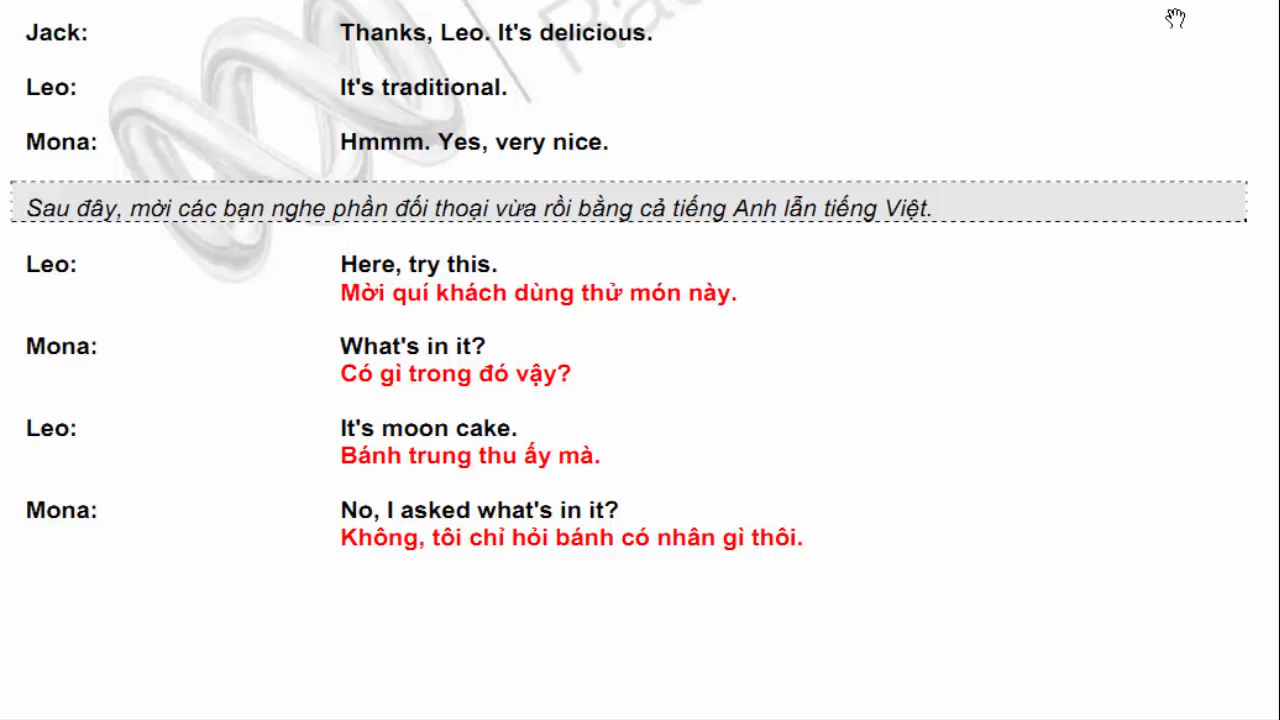 Jack: Thanks, Leo. It's delicious.
Leo: It's traditional.
Mona: Hmmm. Yes, very nice.
Sau đây, mời các bạn nghe phần đối thoại vừa rồi bằng cả tiếng Anh lẫn tiếng Việt.
Leo: Here, try this.
Mời quí khách dùng thử món này.
Mona: What's in it?
Có gì trong đó vậy?
Leo: It's moon cake.
Bánh trung thu ấy mà.
Mona: No, I asked what's in it?
Không, tôi chỉ hỏi bánh có nhân gì thôi.